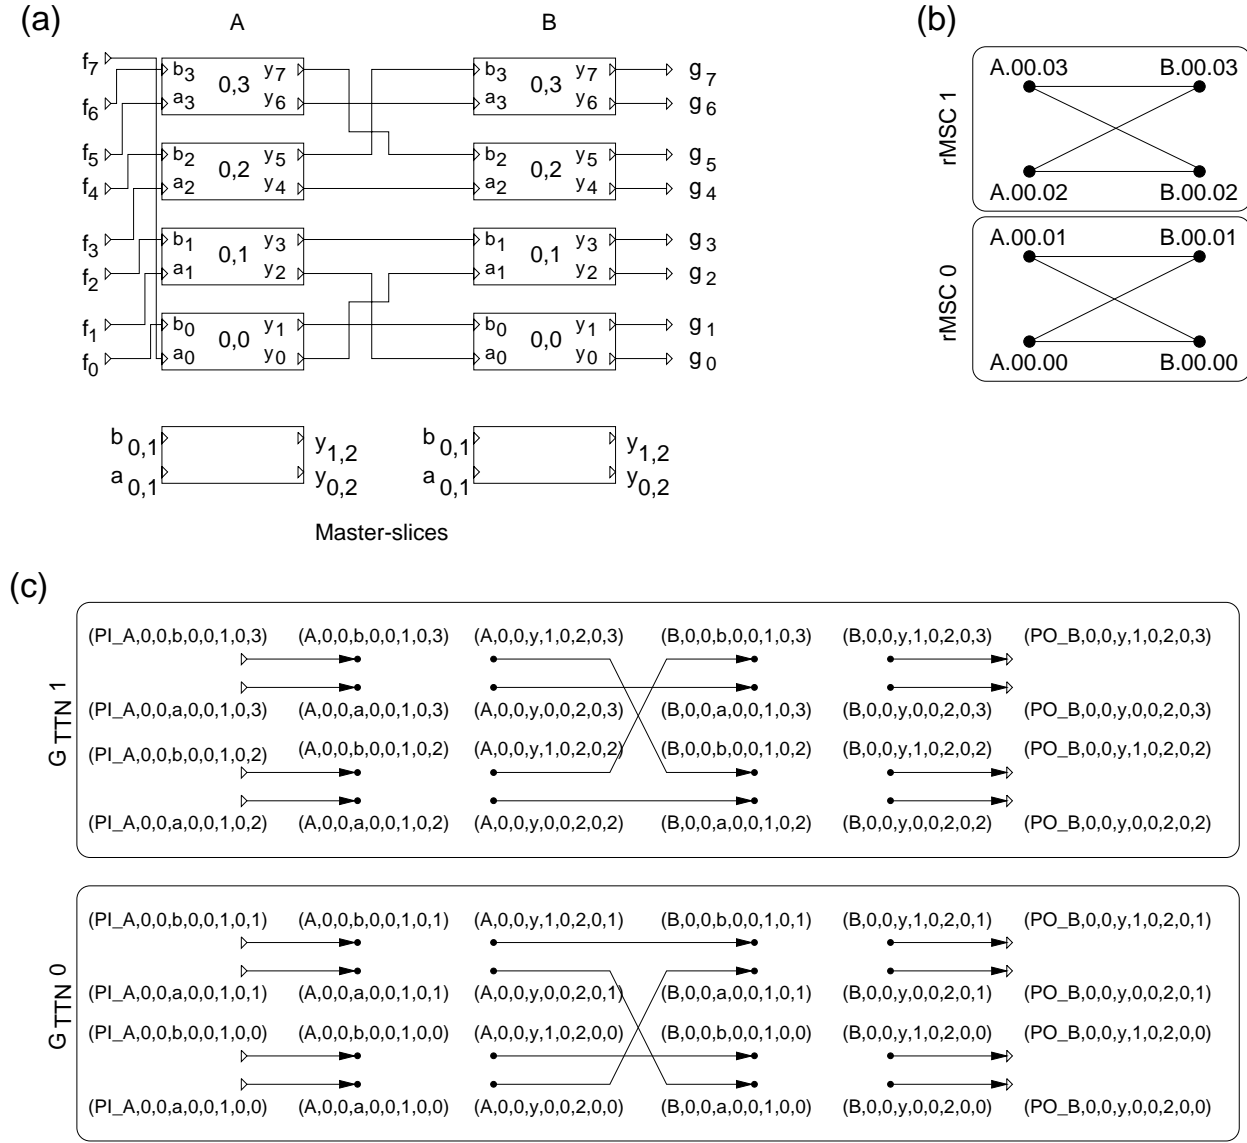 (a) A B
f7 b3 y7 0,3 b3 y7 0,3 g7
f6 a3 y6 a3 y6 g6
f5 b2 y5 0,2 b2 y5 0,2 g5
f4 a2 y4 a2 y4 g4
f3 b1 y3 0,1 b1 y3 0,1 g3
f2 a1 y2 a1 y2 g2
f1 b0 y1 0,0 b0 y1 0,0 g1
f0 a0 y0 a0 y0 g0
b0,1 y1,2 b0,1 y1,2
a0,1 y0,2 a0,1 y0,2
Master-slices
(b)
rMSC 1
A.00.03 B.00.03
A.00.02 B.00.02
rMSC 0
A.00.01 B.00.01
A.00.00 B.00.00
(c)
G TTN 1
(PI_A,0,0,b,0,0,1,0,3) (A,0,0,b,0,0,1,0,3) (A,0,0,y,1,0,2,0,3) (B,0,0,b,0,0,1,0,3) (B,0,0,y,1,0,2,0,3) (PO_B,0,0,y,1,0,2,0,3)
(PI_A,0,0,a,0,0,1,0,3) (A,0,0,a,0,0,1,0,3) (A,0,0,y,0,0,2,0,3) (B,0,0,a,0,0,1,0,3) (B,0,0,y,0,0,2,0,3) (PO_B,0,0,y,0,0,2,0,3)
(PI_A,0,0,b,0,0,1,0,2) (A,0,0,b,0,0,1,0,2) (A,0,0,y,1,0,2,0,2) (B,0,0,b,0,0,1,0,2) (B,0,0,y,1,0,2,0,2) (PO_B,0,0,y,1,0,2,0,2)
(PI_A,0,0,a,0,0,1,0,2) (A,0,0,a,0,0,1,0,2) (A,0,0,y,0,0,2,0,2) (B,0,0,a,0,0,1,0,2) (B,0,0,y,0,0,2,0,2) (PO_B,0,0,y,0,0,2,0,2)
G TTN 0
(PI_A,0,0,b,0,0,1,0,1) (A,0,0,b,0,0,1,0,1) (A,0,0,y,1,0,2,0,1) (B,0,0,b,0,0,1,0,1) (B,0,0,y,1,0,2,0,1) (PO_B,0,0,y,1,0,2,0,1)
(PI_A,0,0,a,0,0,1,0,1) (A,0,0,a,0,0,1,0,1) (A,0,0,y,0,0,2,0,1) (B,0,0,a,0,0,1,0,1) (B,0,0,y,0,0,2,0,1) (PO_B,0,0,y,0,0,2,0,1)
(PI_A,0,0,b,0,0,1,0,0) (A,0,0,b,0,0,1,0,0) (A,0,0,y,1,0,2,0,0) (B,0,0,b,0,0,1,0,0) (B,0,0,y,1,0,2,0,0) (PO_B,0,0,y,1,0,2,0,0)
(PI_A,0,0,a,0,0,1,0,0) (A,0,0,a,0,0,1,0,0) (A,0,0,y,0,0,2,0,0) (B,0,0,a,0,0,1,0,0) (B,0,0,y,0,0,2,0,0) (PO_B,0,0,y,0,0,2,0,0)